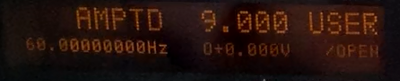 AMPTD 9.000 USER
60.00000000Hz 0+0.000V /OPEN